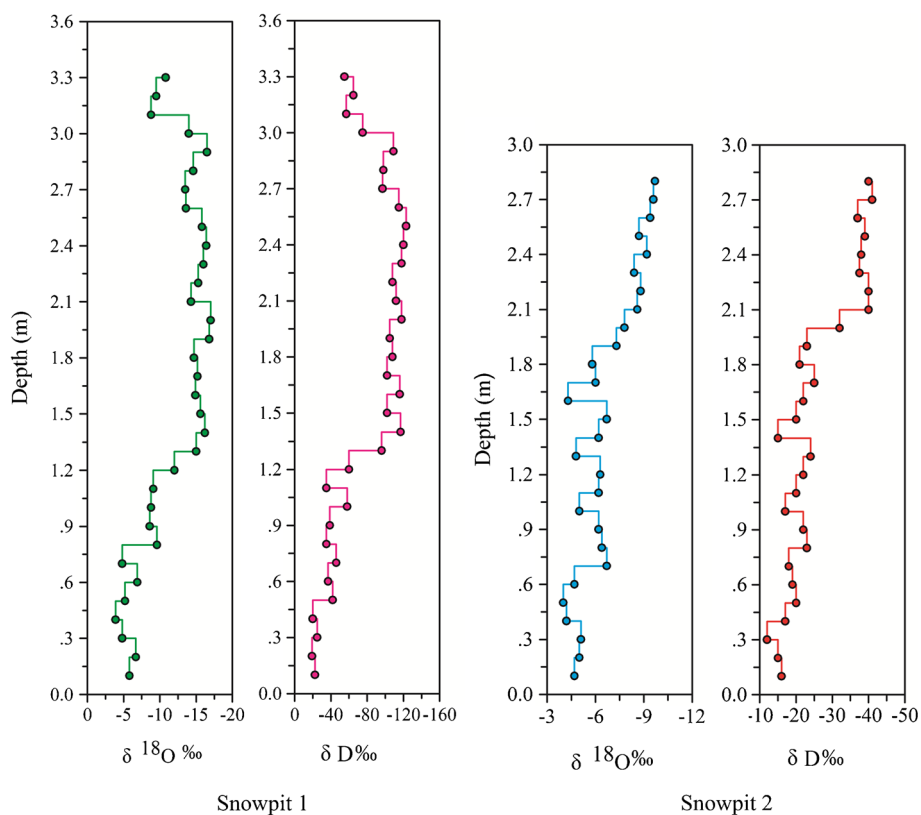 3.6 3.6
3.3 3.3
3.0 3.0 3.0 3.0
2.7 2.7 2.7 2.7
2.4 2.4 2.4 2.4
2.1 2.1 2.1 2.1
1.8 1.8 1.8 1.8
1.5 1.5 1.5 1.5
1.2 1.2 1.2 1.2
.9 .9 .9 .9
.6 .6 .6 .6
.3 .3 .3 .3
0.0 0.0 0.0 0.0
Depth (m)
Depth (m)
0 -5 -10 -15 -20
0 -40 -80 -120 -160
-3 -6 -9 -12
-10 -20 -30 -40 -50
δ ¹⁸O ‰
δ D‰
δ ¹⁸O‰
δ D‰
Snowpit 1
Snowpit 2